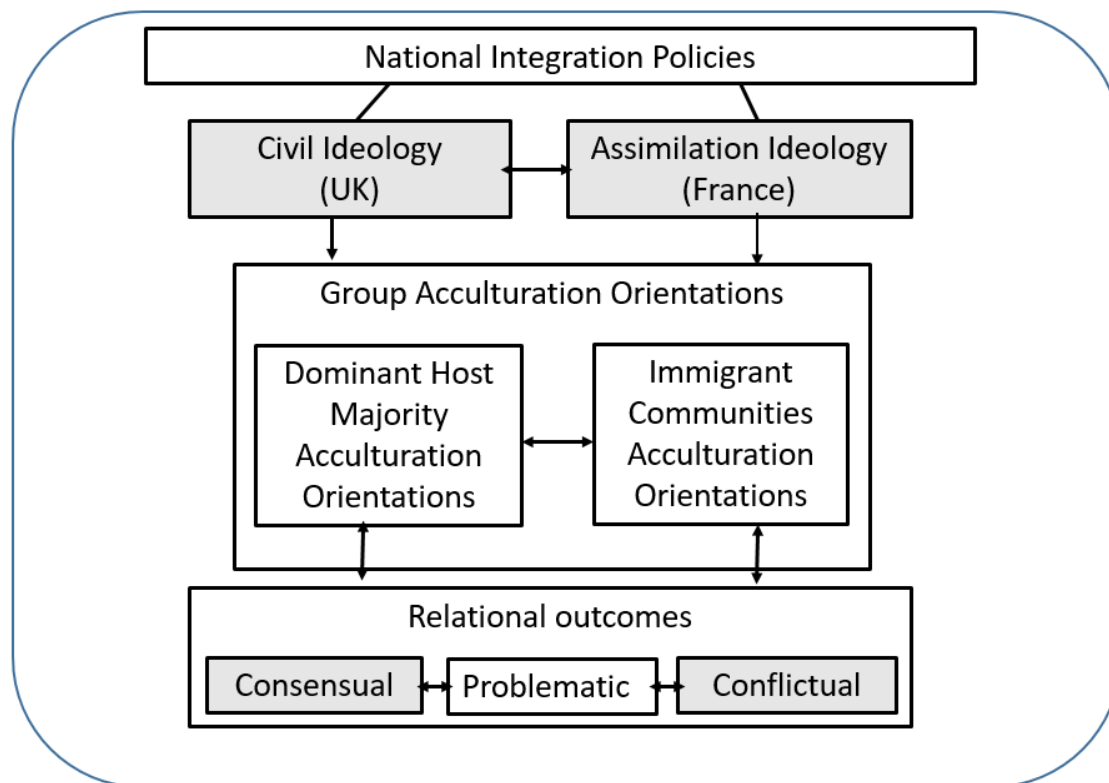 National Integration Policies
Civil Ideology
(UK)
Assimilation Ideology
(France)
Group Acculturation Orientations
Dominant Host
Majority
Acculturation
Orientations
Immigrant
Communities
Acculturation
Orientations
Relational outcomes
Consensual
Problematic
Conflictual